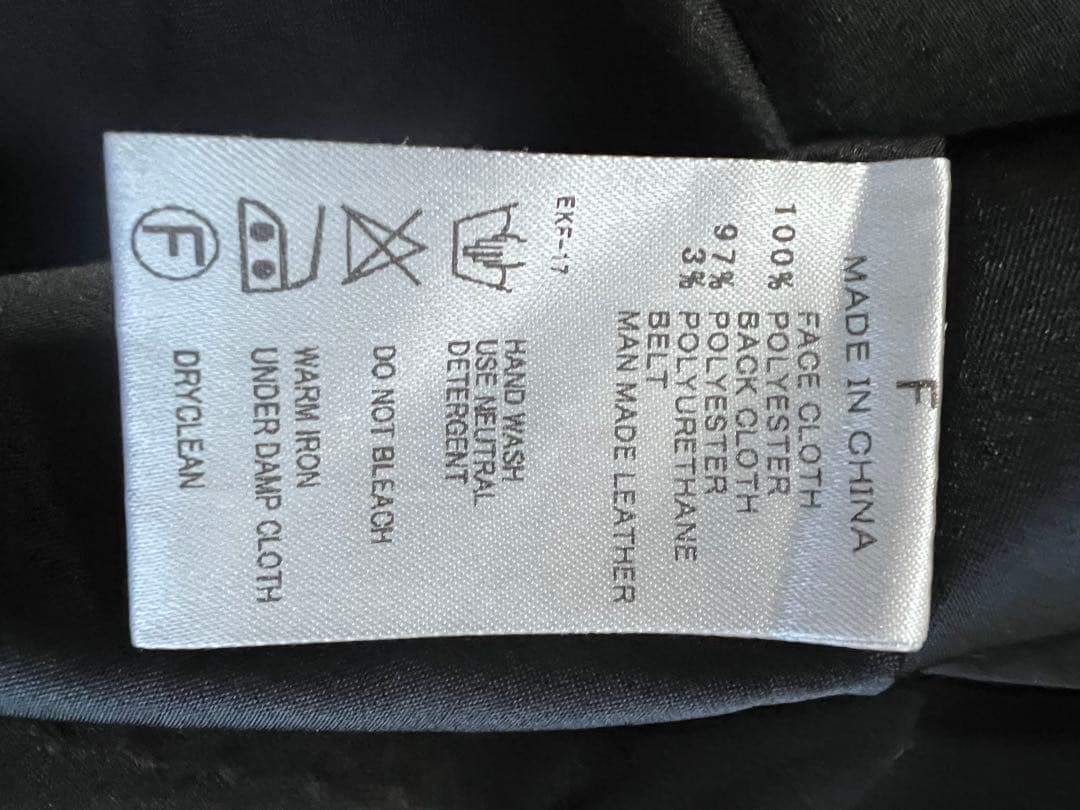 F
MADE IN CHINA
FACE CLOTH
100% POLYESTER
BACK CLOTH
97% POLYESTER
3% POLYURETHANE
BELT
MAN MADE LEATHER
EKF-17
HAND WASH
USE NEUTRAL
DETERGENT
DO NOT BLEACH
WARM IRON
UNDER DAMP CLOTH
F DRYCLEAN